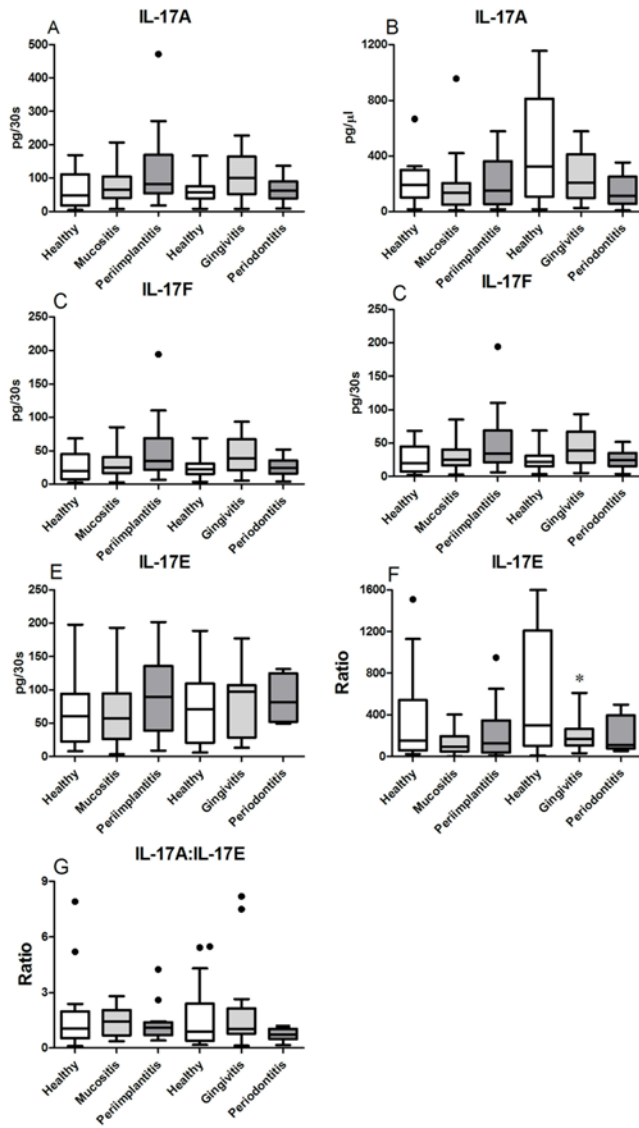 A
IL-17A
500
400
300
200
100
0
pg/30s
Healthy
Mucositis
Periimplantitis
Healthy
Gingivitis
Periodontitis
B
IL-17A
1200
800
400
0
pg/µl
Healthy
Mucositis
Periimplantitis
Healthy
Gingivitis
Periodontitis
C
IL-17F
250
200
150
100
50
0
pg/30s
Healthy
Mucositis
Periimplantitis
Healthy
Gingivitis
Periodontitis
C
IL-17F
250
200
150
100
50
0
pg/30s
Healthy
Mucositis
Periimplantitis
Healthy
Gingivitis
Periodontitis
E
IL-17E
250
200
150
100
50
0
pg/30s
Healthy
Mucositis
Periimplantitis
Healthy
Gingivitis
Periodontitis
F
IL-17E
1600
1200
800
400
0
Ratio
*
Healthy
Mucositis
Periimplantitis
Healthy
Gingivitis
Periodontitis
G
IL-17A:IL-17E
9
6
3
0
Ratio
Healthy
Mucositis
Periimplantitis
Healthy
Gingivitis
Periodontitis